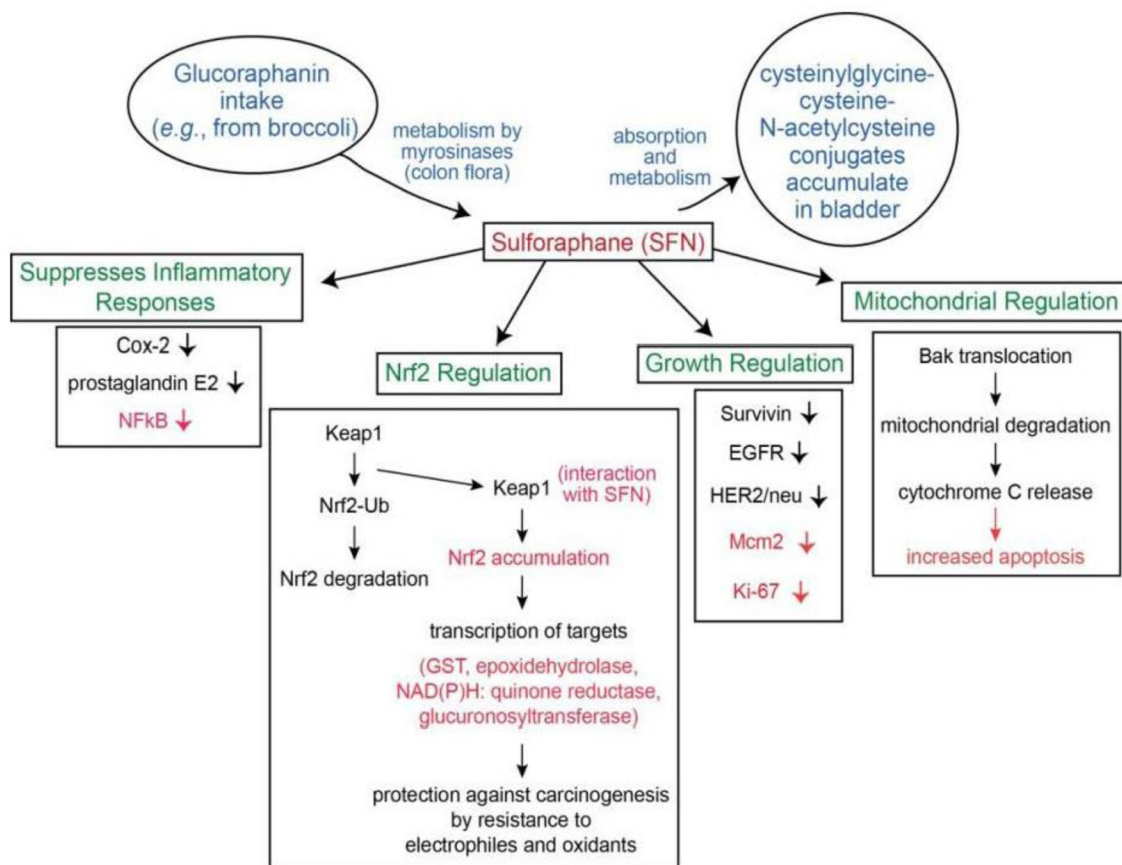 Glucoraphanin
intake
(e.g., from broccoli)
metabolism by
myrosinases
(colon flora)
absorption
and
metabolism
cysteinylglycine-
cysteine-
N-acetylcysteine
conjugates
accumulate
in bladder
Sulforaphane (SFN)
Suppresses Inflammatory
Responses
Cox-2 ↓
prostaglandin E2 ↓
NFkB ↓
Nrf2 Regulation
Keap1
Nrf2-Ub
Nrf2 degradation
Keap1
(interaction
with SFN)
Nrf2 accumulation
transcription of targets
(GST, epoxidehydrolase,
NAD(P)H: quinone reductase,
glucuronosyltransferase)
protection against carcinogenesis
by resistance to
electrophiles and oxidants
Growth Regulation
Survivin ↓
EGFR ↓
HER2/neu ↓
Mcm2 ↓
Ki-67 ↓
Mitochondrial Regulation
Bak translocation
mitochondrial degradation
cytochrome C release
increased apoptosis